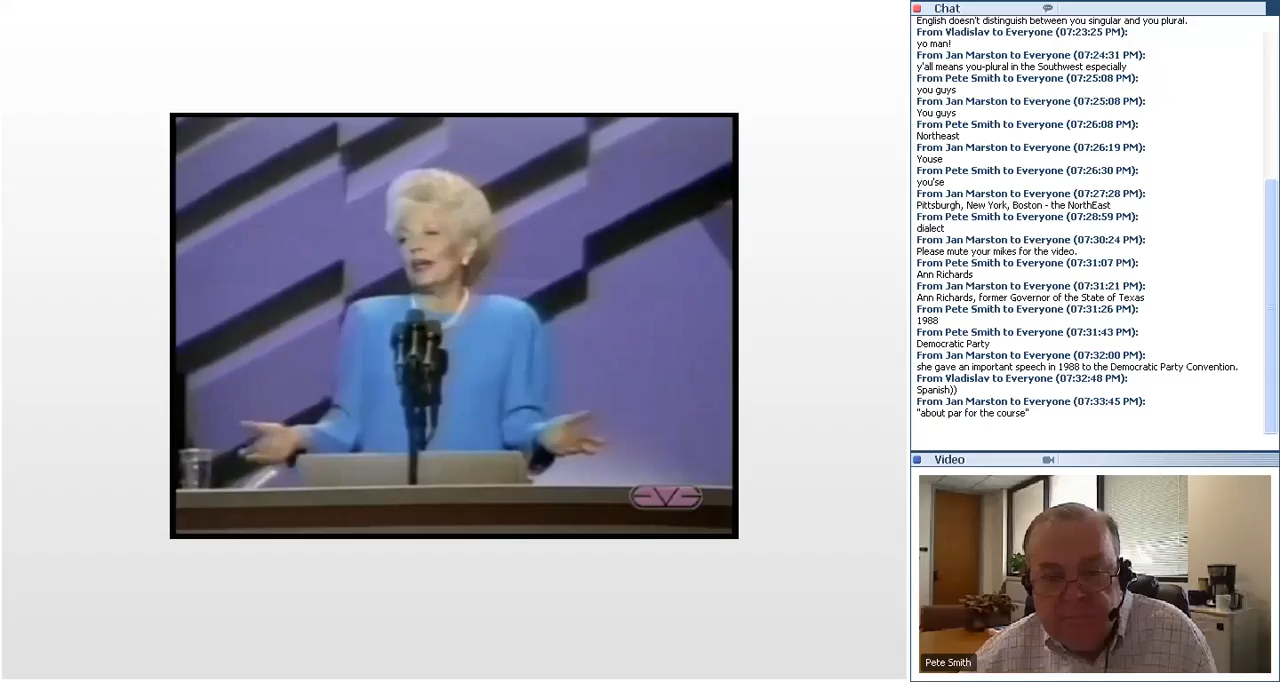 Chat
English doesn't distinguish between you singular and you plural.
From Vladislav to Everyone (07:23:25 PM):
yo man!
From Jan Marston to Everyone (07:24:31 PM):
y'all means you-plural in the Southwest especially
From Pete Smith to Everyone (07:25:08 PM):
you guys
From Jan Marston to Everyone (07:25:08 PM):
You guys
From Pete Smith to Everyone (07:26:08 PM):
Northeast
From Jan Marston to Everyone (07:26:19 PM):
Youse
From Pete Smith to Everyone (07:26:30 PM):
you'se
From Jan Marston to Everyone (07:27:28 PM):
Pittsburgh, New York, Boston - the NorthEast
From Pete Smith to Everyone (07:28:59 PM):
dialect
From Jan Marston to Everyone (07:30:24 PM):
Please mute your mikes for the video.
From Pete Smith to Everyone (07:31:07 PM):
Ann Richards
From Jan Marston to Everyone (07:31:21 PM):
Ann Richards, former Governor of the State of Texas
From Pete Smith to Everyone (07:31:26 PM):
1988
From Pete Smith to Everyone (07:31:43 PM):
Democratic Party
From Jan Marston to Everyone (07:32:00 PM):
she gave an important speech in 1988 to the Democratic Party Convention.
From Vladislav to Everyone (07:32:48 PM):
Spanish))
From Jan Marston to Everyone (07:33:45 PM):
"about par for the course"
Video
Pete Smith